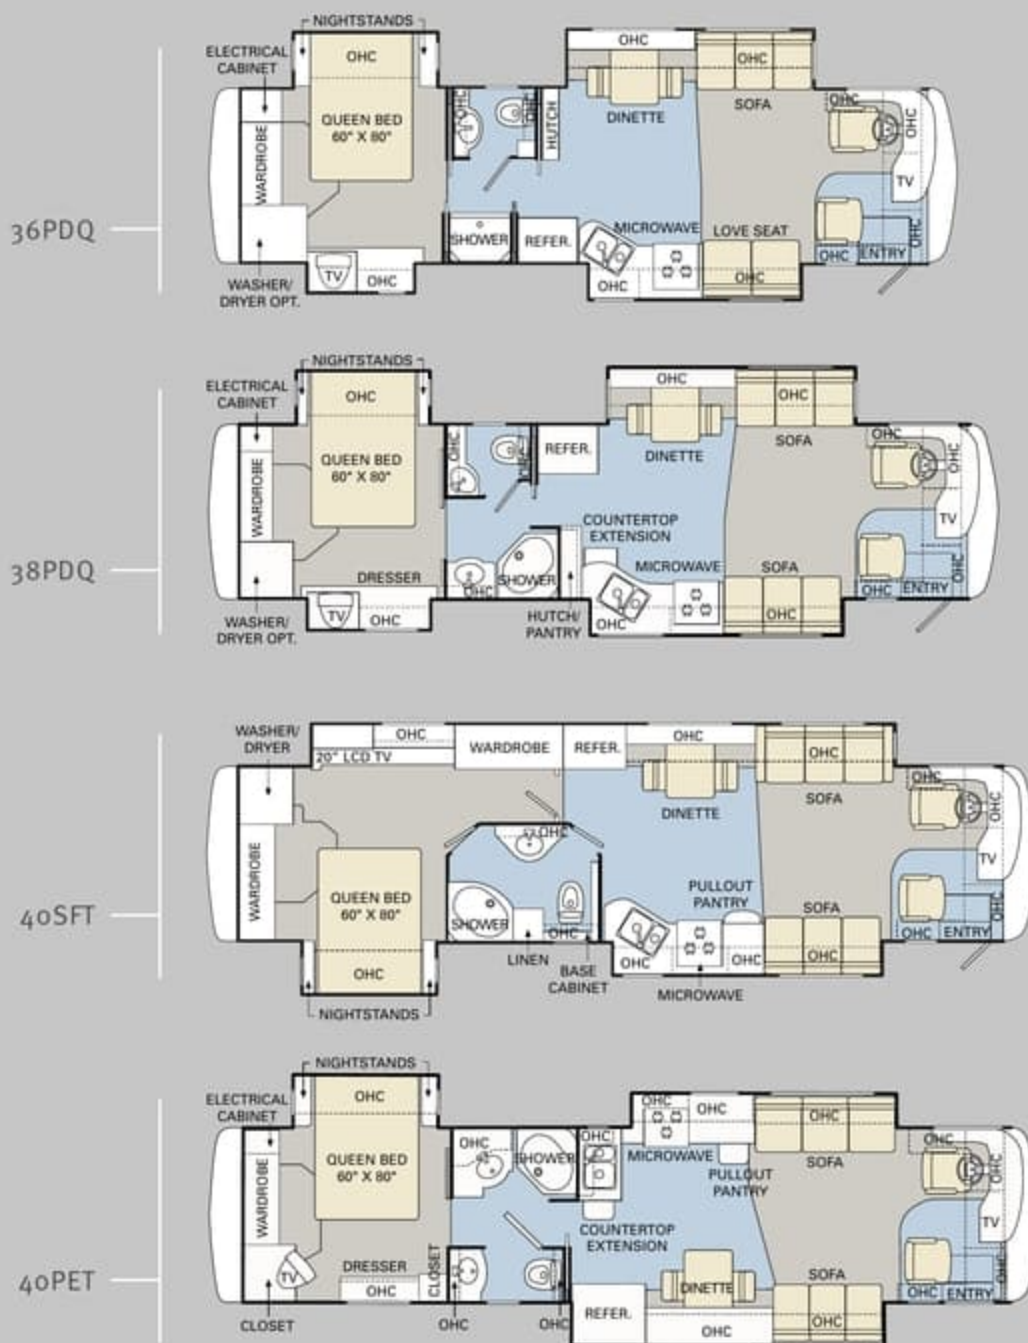 36PDQ
NIGHTSTANDS
ELECTRICAL
CABINET
OHC
QUEEN BED
60" X 80"
WARDROBE
WASHER/
DRYER OPT.
TV
OHC
OHC
OHC
HUTCH
SHOWER
REFER.
OHC
DINETTE
OHC
SOFA
MICROWAVE
OHC
LOVE SEAT
OHC
OHC
OHC
TV
OHC
OHC
ENTRY
38PDQ
NIGHTSTANDS
ELECTRICAL
CABINET
OHC
QUEEN BED
60" X 80"
WARDROBE
WASHER/
DRYER OPT.
DRESSER
TV
OHC
OHC
OHC
REFER.
OHC
SHOWER
HUTCH/
PANTRY
COUNTERTOP
EXTENSION
MICROWAVE
OHC
OHC
DINETTE
OHC
SOFA
SOFA
OHC
OHC
OHC
TV
OHC
OHC
ENTRY
40SFT
WASHER/
DRYER
OHC
20" LCD TV
WARDROBE
REFER.
OHC
DINETTE
OHC
SOFA
WARDROBE
QUEEN BED
60" X 80"
OHC
NIGHTSTANDS
OHC
SHOWER
OHC
LINEN
BASE
CABINET
PULLOUT
PANTRY
OHC
OHC
MICROWAVE
SOFA
OHC
OHC
OHC
TV
OHC
OHC
ENTRY
40PET
NIGHTSTANDS
ELECTRICAL
CABINET
OHC
QUEEN BED
60" X 80"
WARDROBE
TV
CLOSET
DRESSER
OHC
CLOSET
OHC
SHOWER
OHC
OHC
OHC
OHC
OHC
MICROWAVE
PULLOUT
PANTRY
COUNTERTOP
EXTENSION
OHC
SOFA
REFER.
DINETTE
OHC
SOFA
OHC
OHC
OHC
TV
OHC
OHC
ENTRY